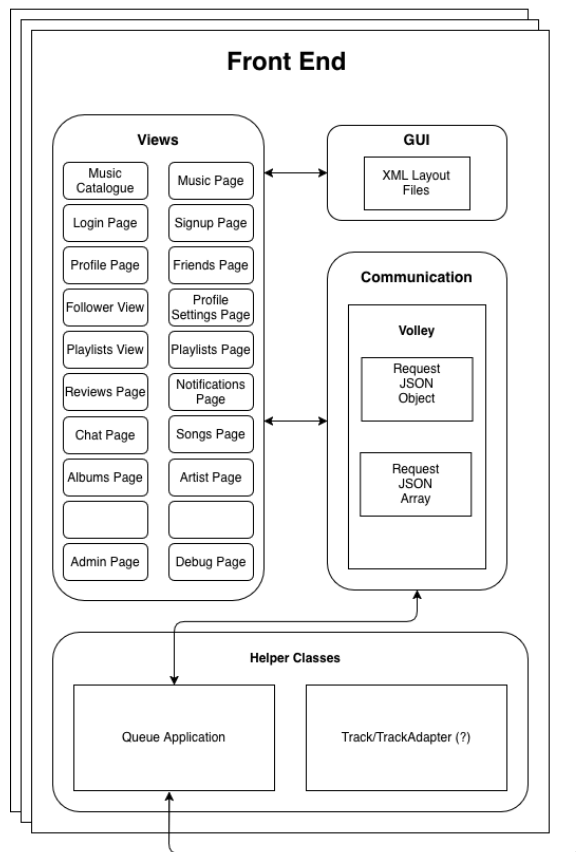 Front End
Views
Music
Catalogue
Music Page
Login Page
Signup Page
Profile Page
Friends Page
Follower View
Profile
Settings Page
Playlists View
Playlists Page
Reviews Page
Notifications
Page
Chat Page
Songs Page
Albums Page
Artist Page
Admin Page
Debug Page
GUI
XML Layout
Files
Communication
Volley
Request
JSON
Object
Request
JSON
Array
Helper Classes
Queue Application
Track/TrackAdapter (?)